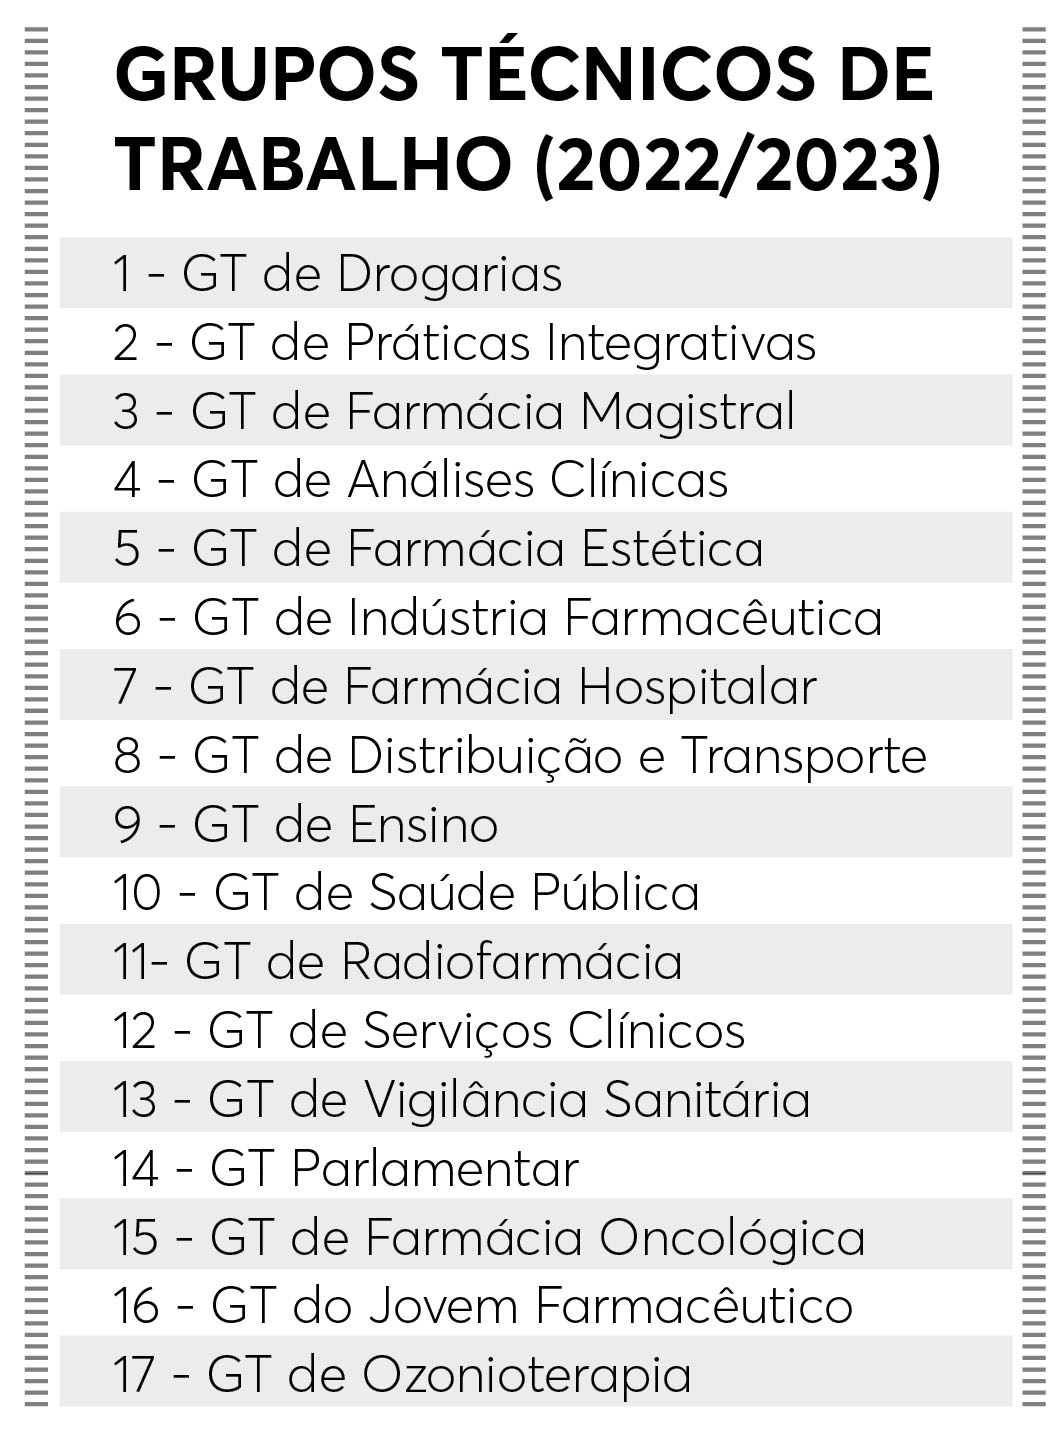 GRUPOS TÉCNICOS DE
TRABALHO (2022/2023)
1 - GT de Drogarias
2 - GT de Práticas Integrativas
3 - GT de Farmácia Magistral
4 - GT de Análises Clínicas
5 - GT de Farmácia Estética
6 - GT de Indústria Farmacêutica
7 - GT de Farmácia Hospitalar
8 - GT de Distribuição e Transporte
9 - GT de Ensino
10 - GT de Saúde Pública
11- GT de Radiofarmácia
12 - GT de Serviços Clínicos
13 - GT de Vigilância Sanitária
14 - GT Parlamentar
15 - GT de Farmácia Oncológica
16 - GT do Jovem Farmacêutico
17 - GT de Ozonioterapia